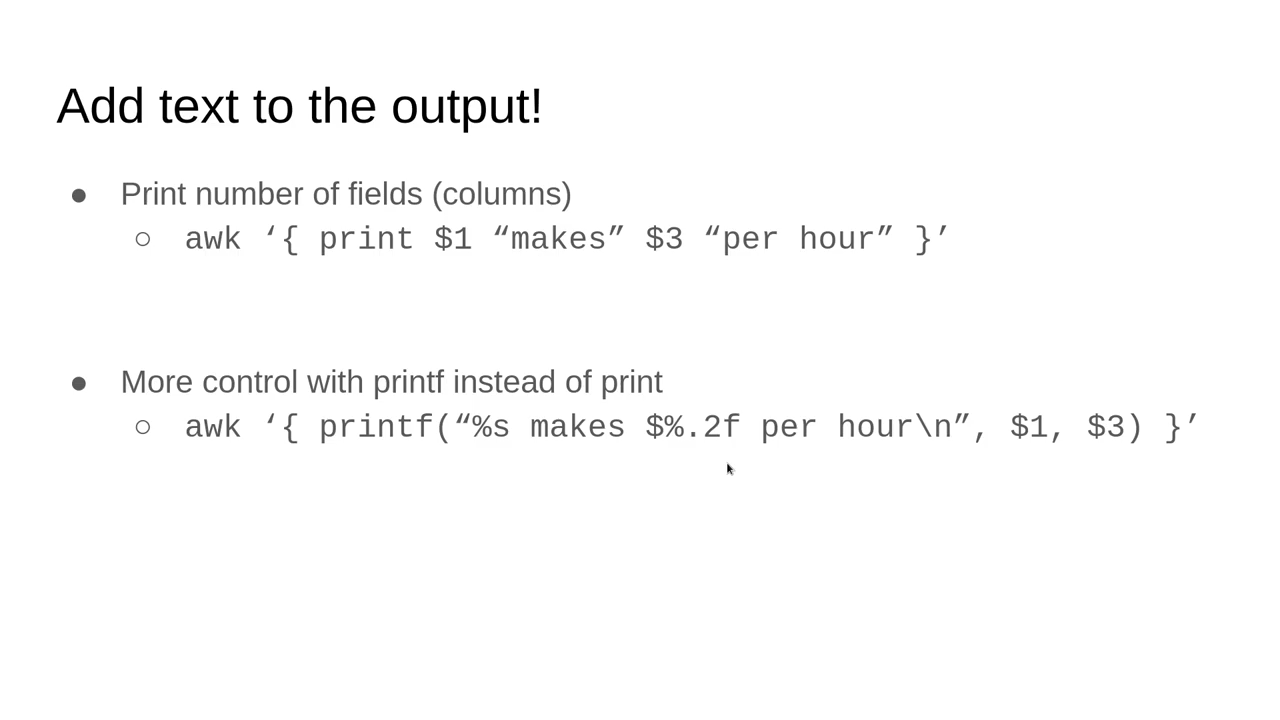 Add text to the output!
● Print number of fields (columns)
○ awk ‘{ print $1 “makes” $3 “per hour” }’
● More control with printf instead of print
○ awk ‘{ printf(“%s makes $%.2f per hour\n”, $1, $3) }’